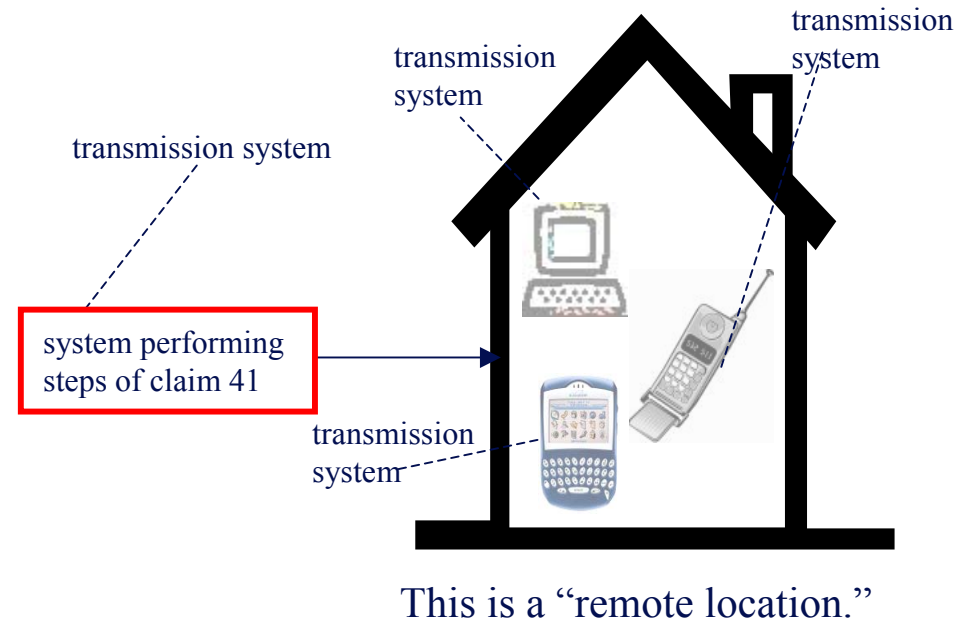 transmission
system
transmission
system
transmission system
system performing
steps of claim 41
transmission
system
This is a “remote location.”